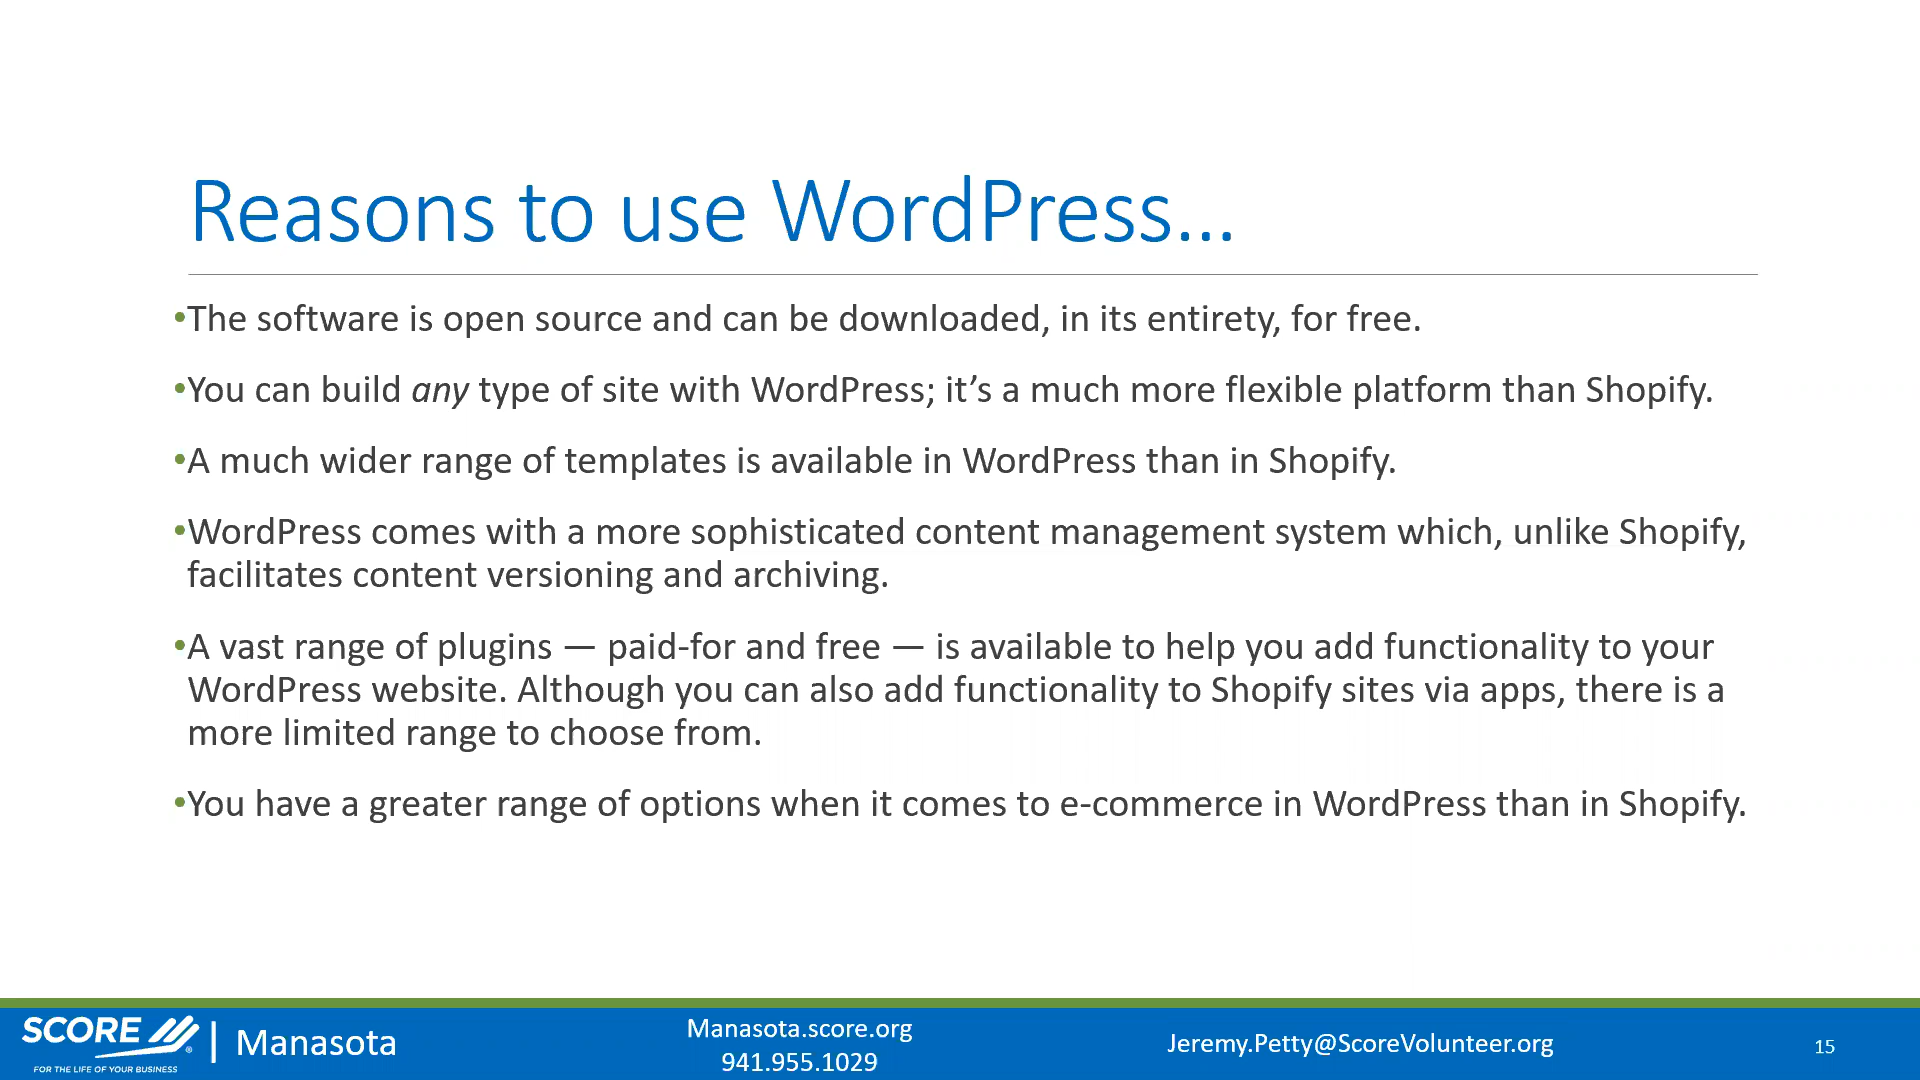 Reasons to use WordPress...
•The software is open source and can be downloaded, in its entirety, for free.
•You can build any type of site with WordPress; it’s a much more flexible platform than Shopify.
•A much wider range of templates is available in WordPress than in Shopify.
•WordPress comes with a more sophisticated content management system which, unlike Shopify,
facilitates content versioning and archiving.
•A vast range of plugins — paid-for and free — is available to help you add functionality to your
WordPress website. Although you can also add functionality to Shopify sites via apps, there is a
more limited range to choose from.
•You have a greater range of options when it comes to e-commerce in WordPress than in Shopify.
SCORE ® | Manasota
FOR THE LIFE OF YOUR BUSINESS
Manasota.score.org
941.955.1029
Jeremy.Petty@ScoreVolunteer.org
15